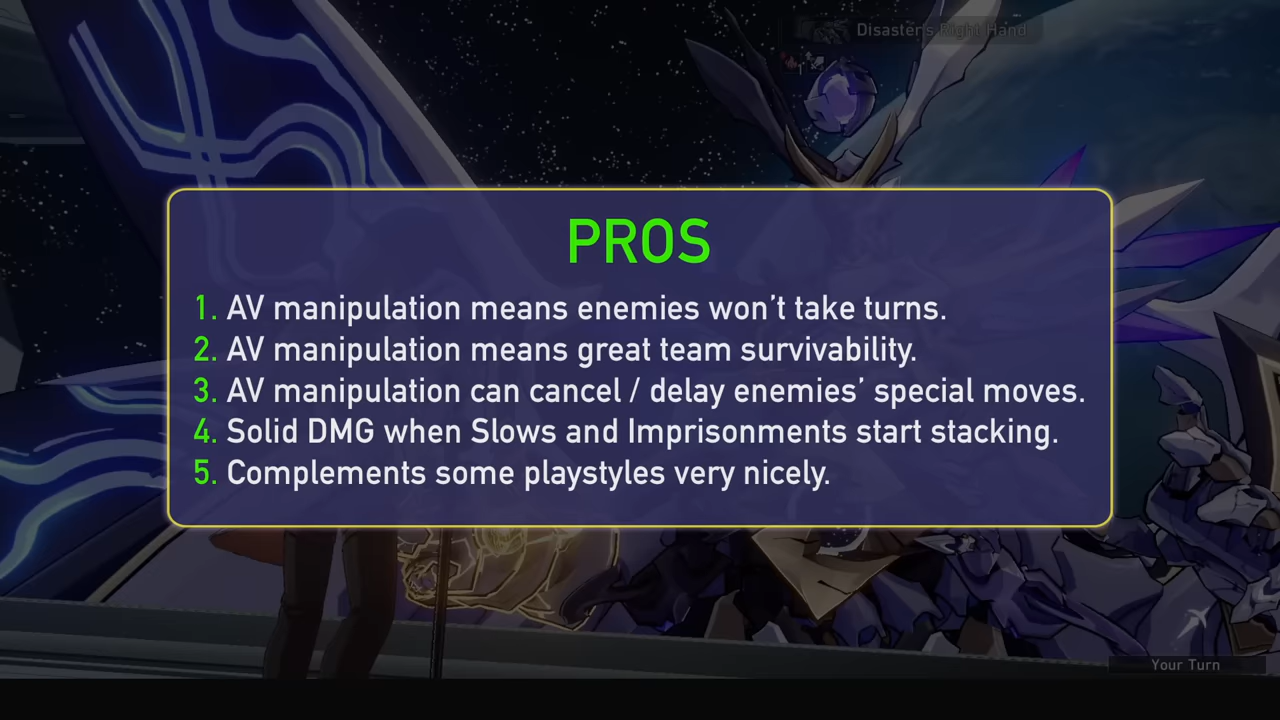 Disaster's Right Hand
PROS
1. AV manipulation means enemies won't take turns.
2. AV manipulation means great team survivability.
3. AV manipulation can cancel / delay enemies' special moves.
4. Solid DMG when Slows and Imprisonments start stacking.
5. Complements some playstyles very nicely.
Your Turn